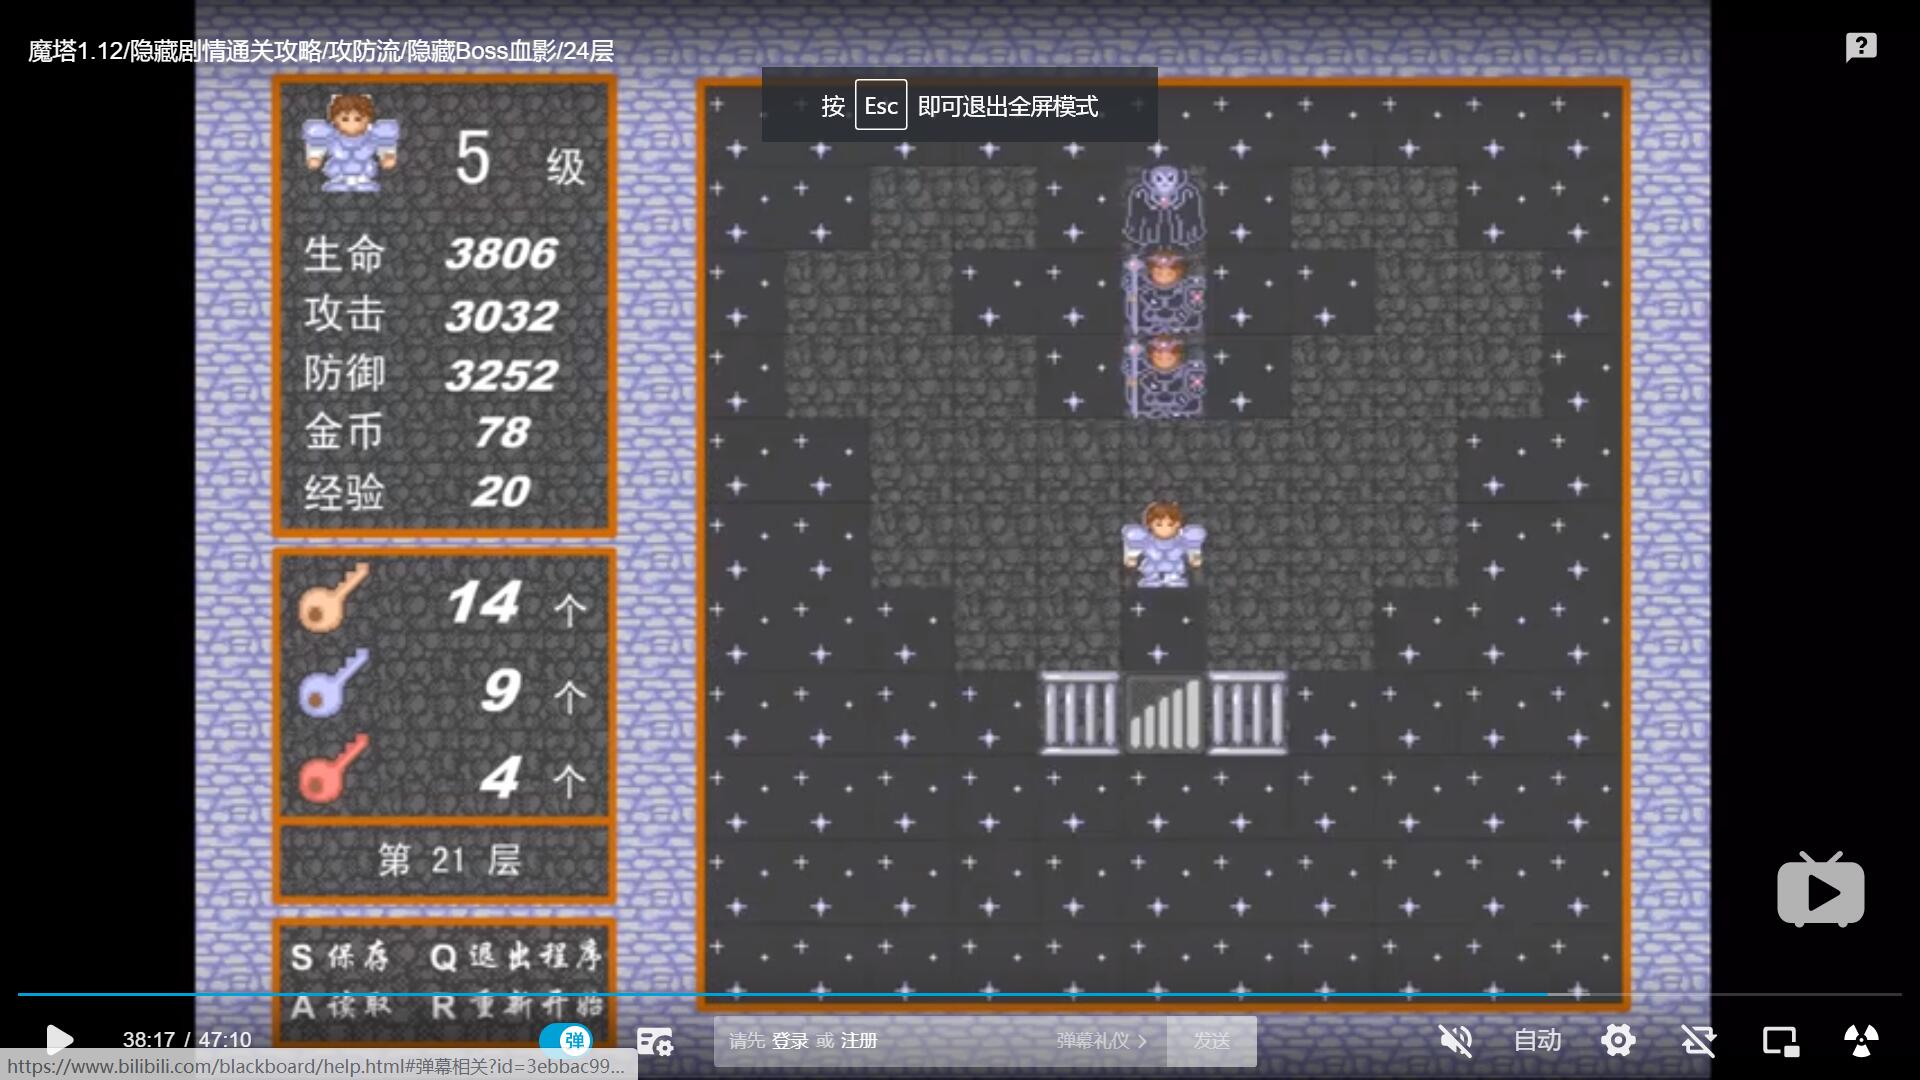 魔塔1.12/隐藏剧情通关攻略/攻防流/隐藏Boss血影/24层
按 Esc 即可退出全屏模式
5 级
生命 3806
攻击 3032
防御 3252
金币 78
经验 20
14 个
9 个
4 个
第 21 层
S 保存 Q 退出程序
A 读取 R 重新开始
38:17 / 47:10
弹
请先 登录 或 注册
弹幕礼仪
发送
自动
https://www.bilibili.com/blackboard/help.html#弹幕相关?id=3ebbac99...